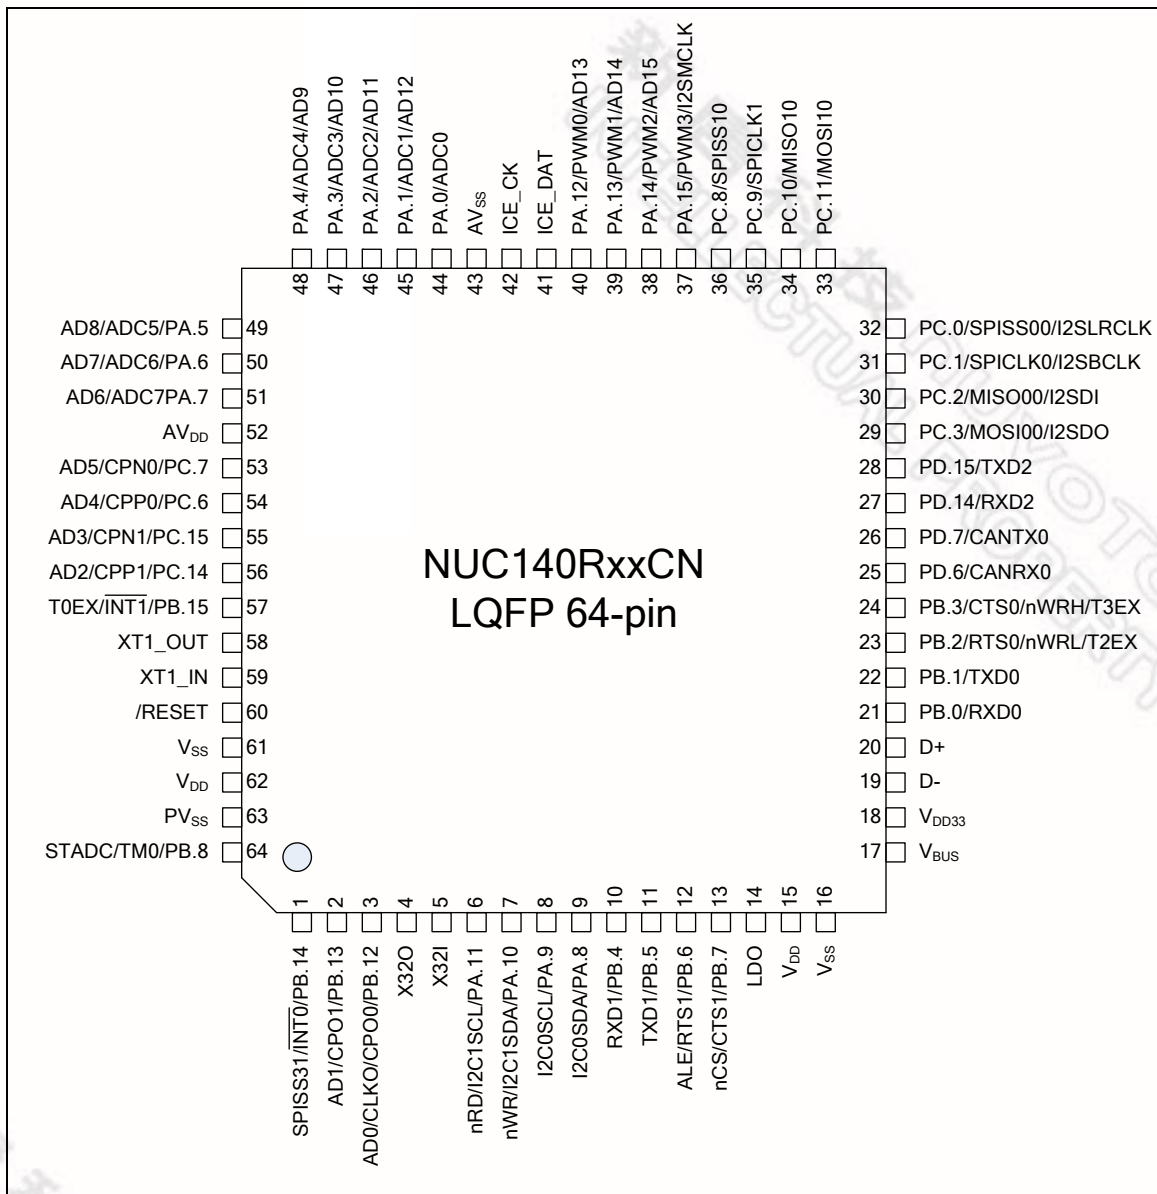 PA.4/ADC4/AD9
PA.3/ADC3/AD10
PA.2/ADC2/AD11
PA.1/ADC1/AD12
PA.0/ADC0
AVSS
ICE_CK
ICE_DAT
PA.12/PWM0/AD13
PA.13/PWM1/AD14
PA.14/PWM2/AD15
PA.15/PWM3/I2SMCLK
PC.8/SPISS10
PC.9/SPICLK1
PC.10/MISO10
PC.11/MOSI10
48
47
46
45
44
43
42
41
40
39
38
37
36
35
34
33
AD8/ADC5/PA.5 49
AD7/ADC6/PA.6 50
AD6/ADC7PA.7 51
AVDD 52
AD5/CPN0/PC.7 53
AD4/CPP0/PC.6 54
AD3/CPN1/PC.15 55
AD2/CPP1/PC.14 56
T0EX/INT1/PB.15 57
XT1_OUT 58
XT1_IN 59
/RESET 60
VSS 61
VDD 62
PVSS 63
STADC/TM0/PB.8 64
NUC140RxxCN
LQFP 64-pin
32 PC.0/SPISS00/I2SLRCLK
31 PC.1/SPICLK0/I2SBCLK
30 PC.2/MISO00/I2SDI
29 PC.3/MOSI00/I2SDO
28 PD.15/TXD2
27 PD.14/RXD2
26 PD.7/CANTX0
25 PD.6/CANRX0
24 PB.3/CTS0/nWRH/T3EX
23 PB.2/RTS0/nWRL/T2EX
22 PB.1/TXD0
21 PB.0/RXD0
20 D+
19 D-
18 VDD33
17 VBUS
1
2
3
4
5
6
7
8
9
10
11
12
13
14
15
16
SPISS31/INT0/PB.14
AD1/CPO1/PB.13
AD0/CLKO/CPO0/PB.12
X32O
X32I
nRD/I2C1SCL/PA.11
nWR/I2C1SDA/PA.10
I2C0SCL/PA.9
I2C0SDA/PA.8
RXD1/PB.4
TXD1/PB.5
ALE/RTS1/PB.6
nCS/CTS1/PB.7
LDO
VDD
VSS
INTELLECTUAL PROPERTY